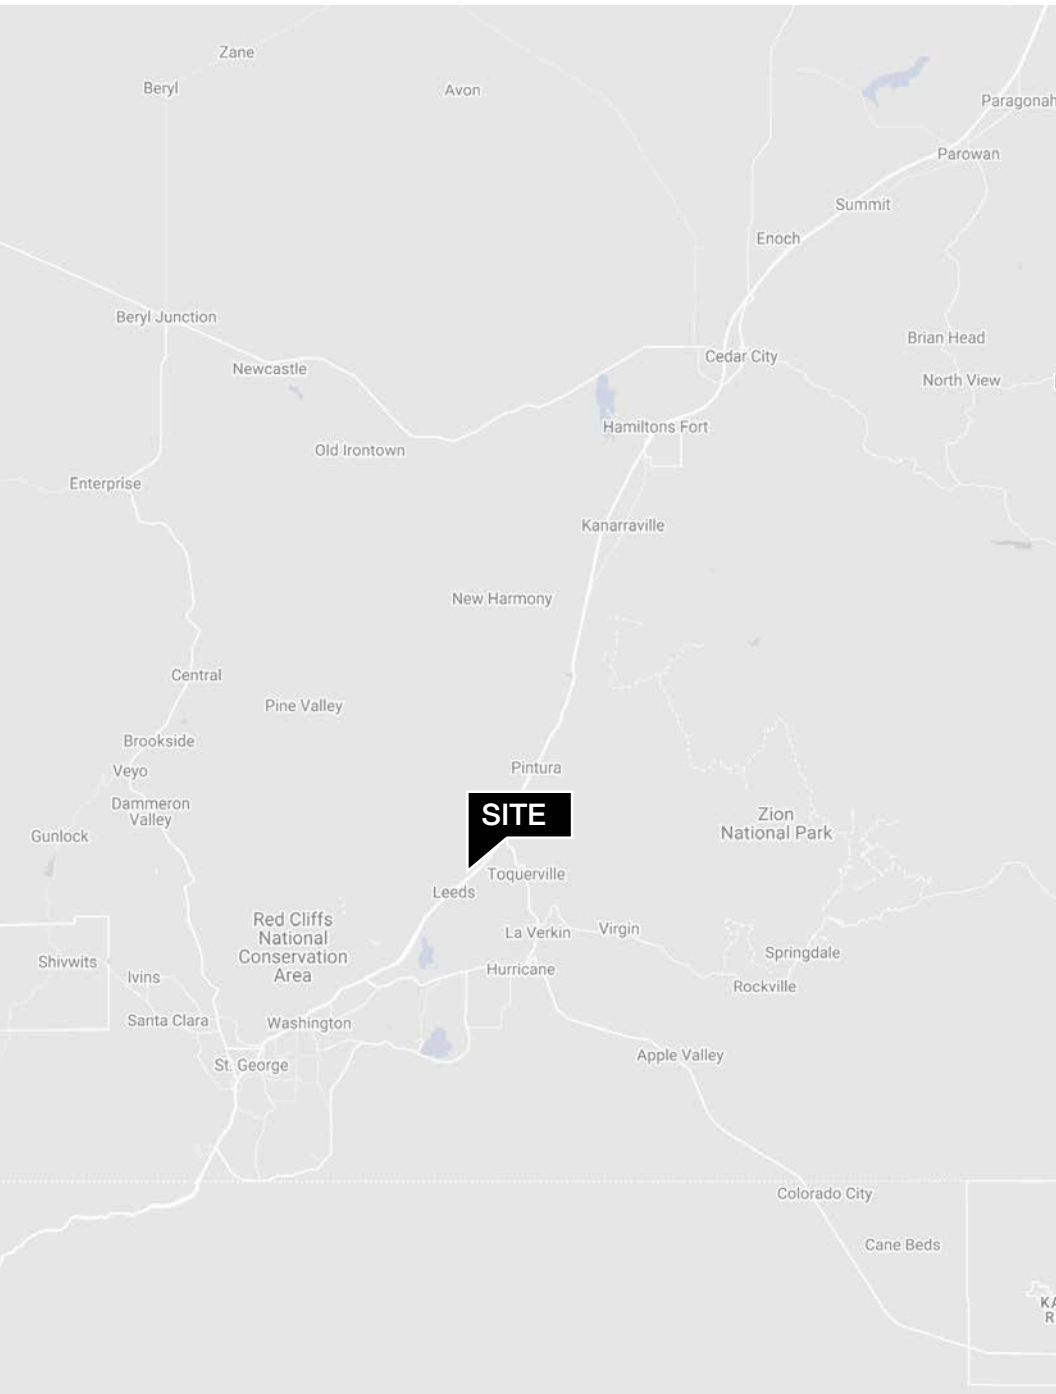 Zane
Beryl
Avon
Paragonah
Parowan
Summit
Enoch
Beryl Junction
Brian Head
Cedar City
Newcastle
North View
Hamiltons Fort
Old Irontown
Enterprise
Kanarraville
New Harmony
Central
Pine Valley
Brookside
Pintura
Veyo
Dammeron
Valley
SITE
Zion
National Park
Gunlock
Toquerville
Leeds
Red Cliffs
National
Conservation
Area
La Verkin
Virgin
Springdale
Shivwits
Ivins
Hurricane
Rockville
Santa Clara
Washington
St. George
Apple Valley
Colorado City
Cane Beds
KA
R